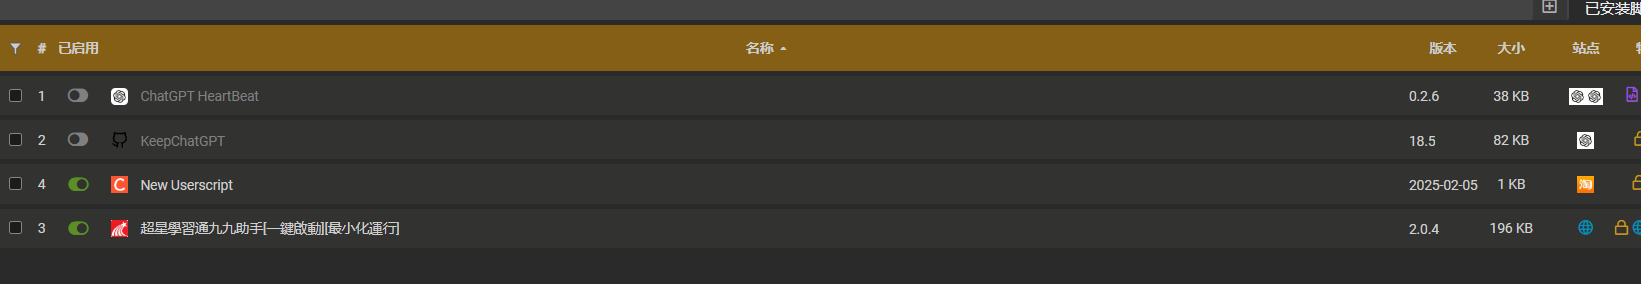 已安装脚
# 已启用 名称 版本 大小 站点
1 ChatGPT HeartBeat 0.2.6 38 KB
2 KeepChatGPT 18.5 82 KB
4 New Userscript 2025-02-05 1 KB 淘
3 超星學習通九九助手[一鍵啟動][最小化運行] 2.0.4 196 KB